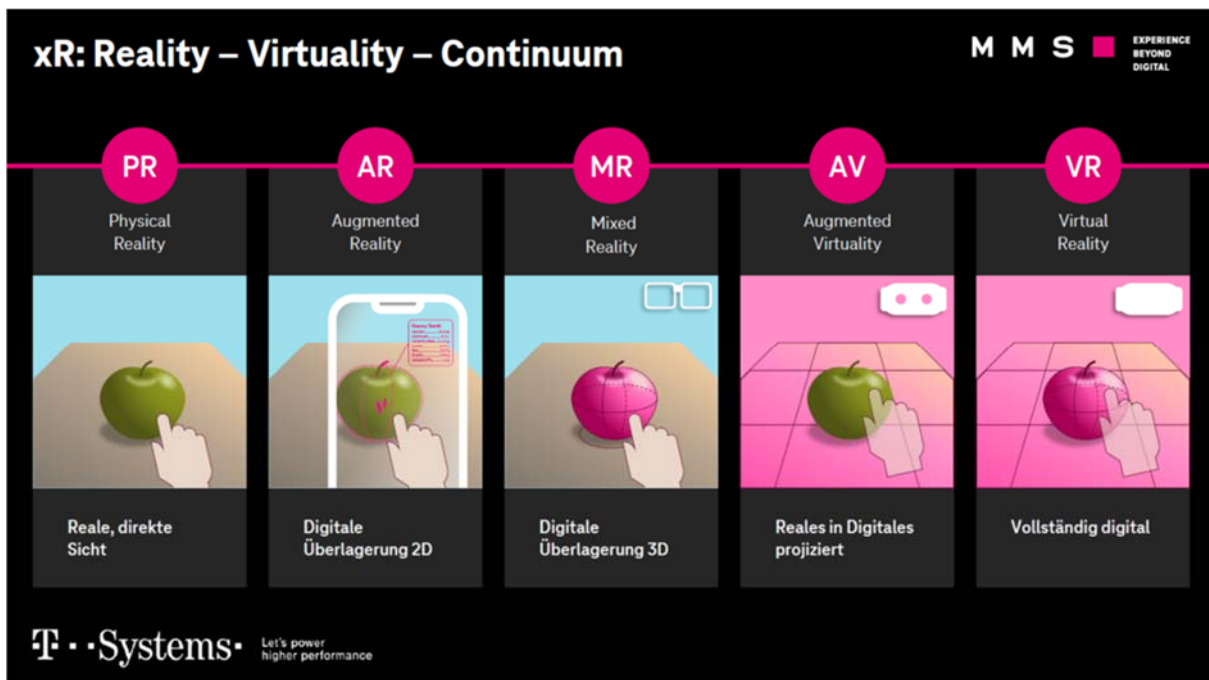 xR: Reality – Virtuality – Continuum
M M S
EXPERIENCE
BEYOND
DIGITAL
PR
AR
MR
AV
VR
Physical
Reality
Augmented
Reality
Mixed
Reality
Augmented
Virtuality
Virtual
Reality
Reale, direkte
Sicht
Digitale
Überlagerung 2D
Digitale
Überlagerung 3D
Reales in Digitales
projiziert
Vollständig digital
T · · Systems ·
Let's power
higher performance